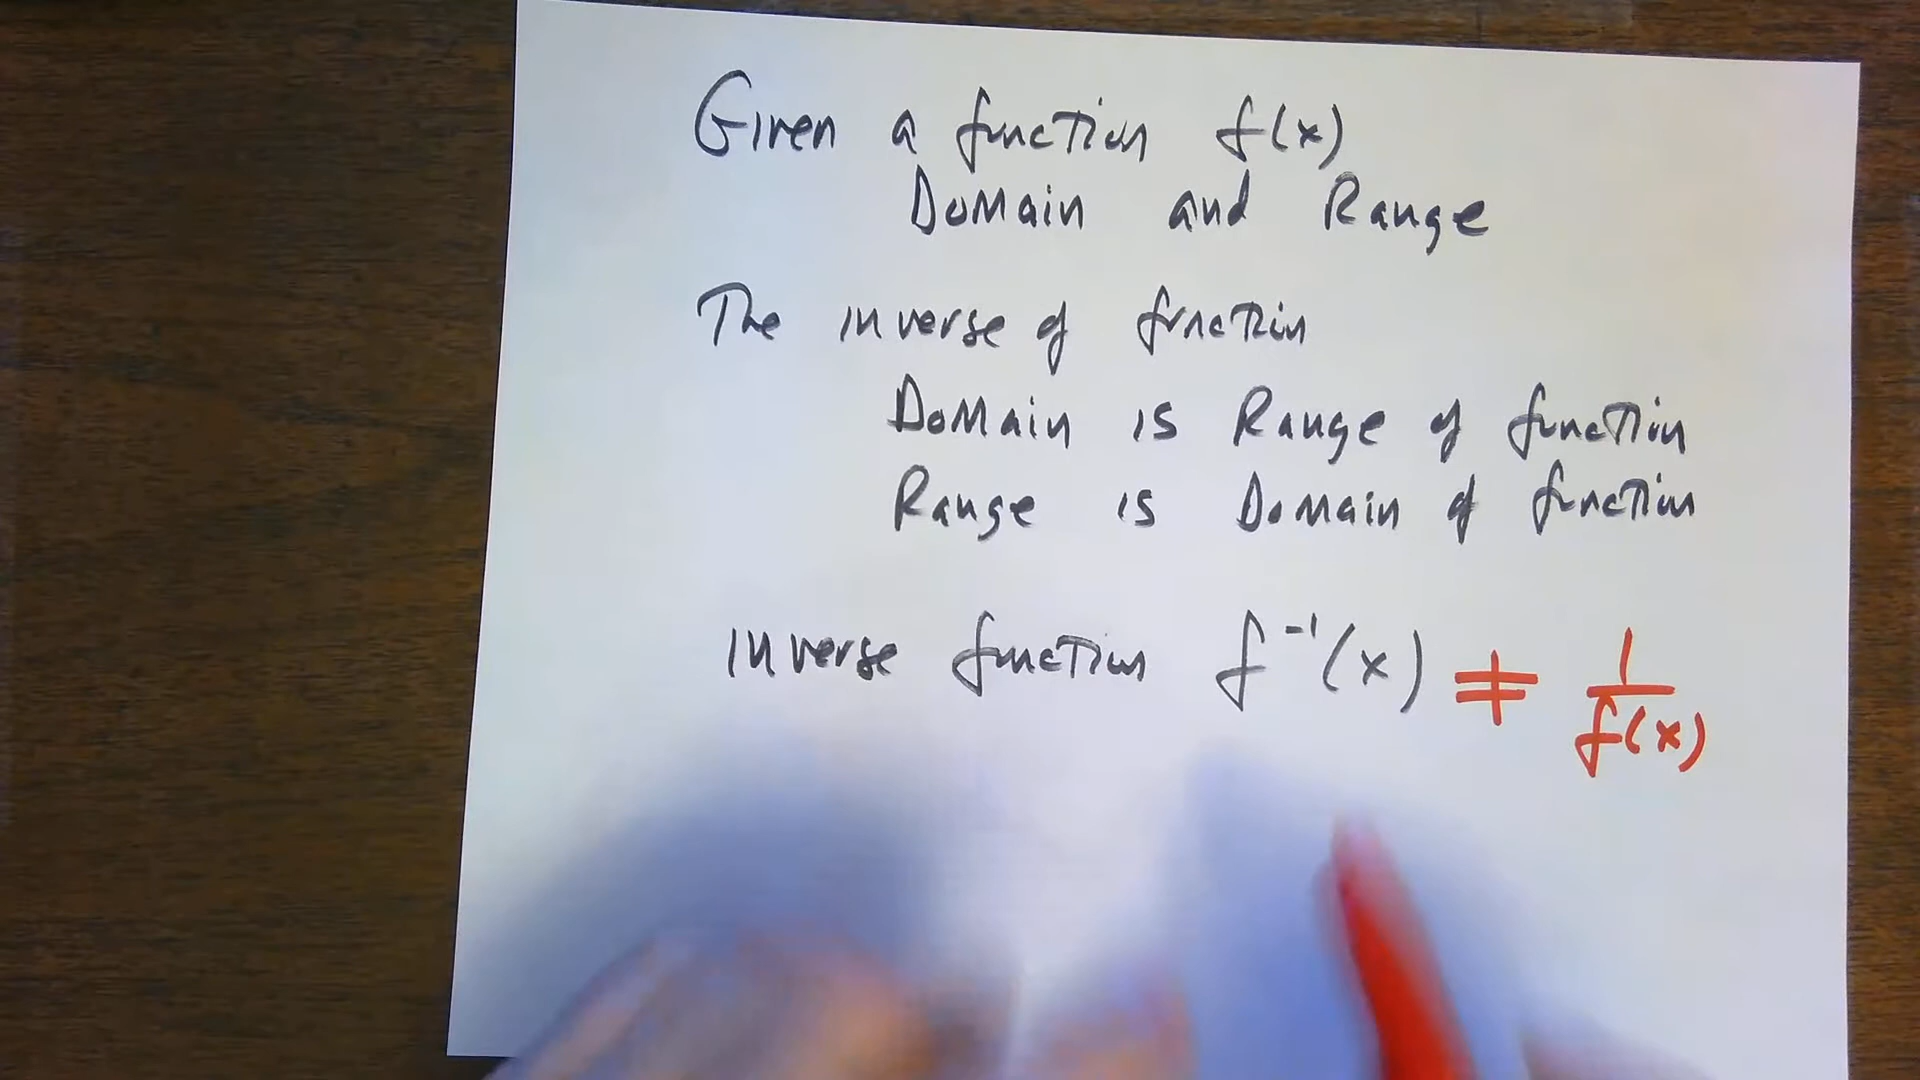 Given a function f(x)
Domain and Range
The inverse of function
Domain is Range of function
Range is Domain of function
inverse function f⁻¹(x) ≠ 1/f(x)